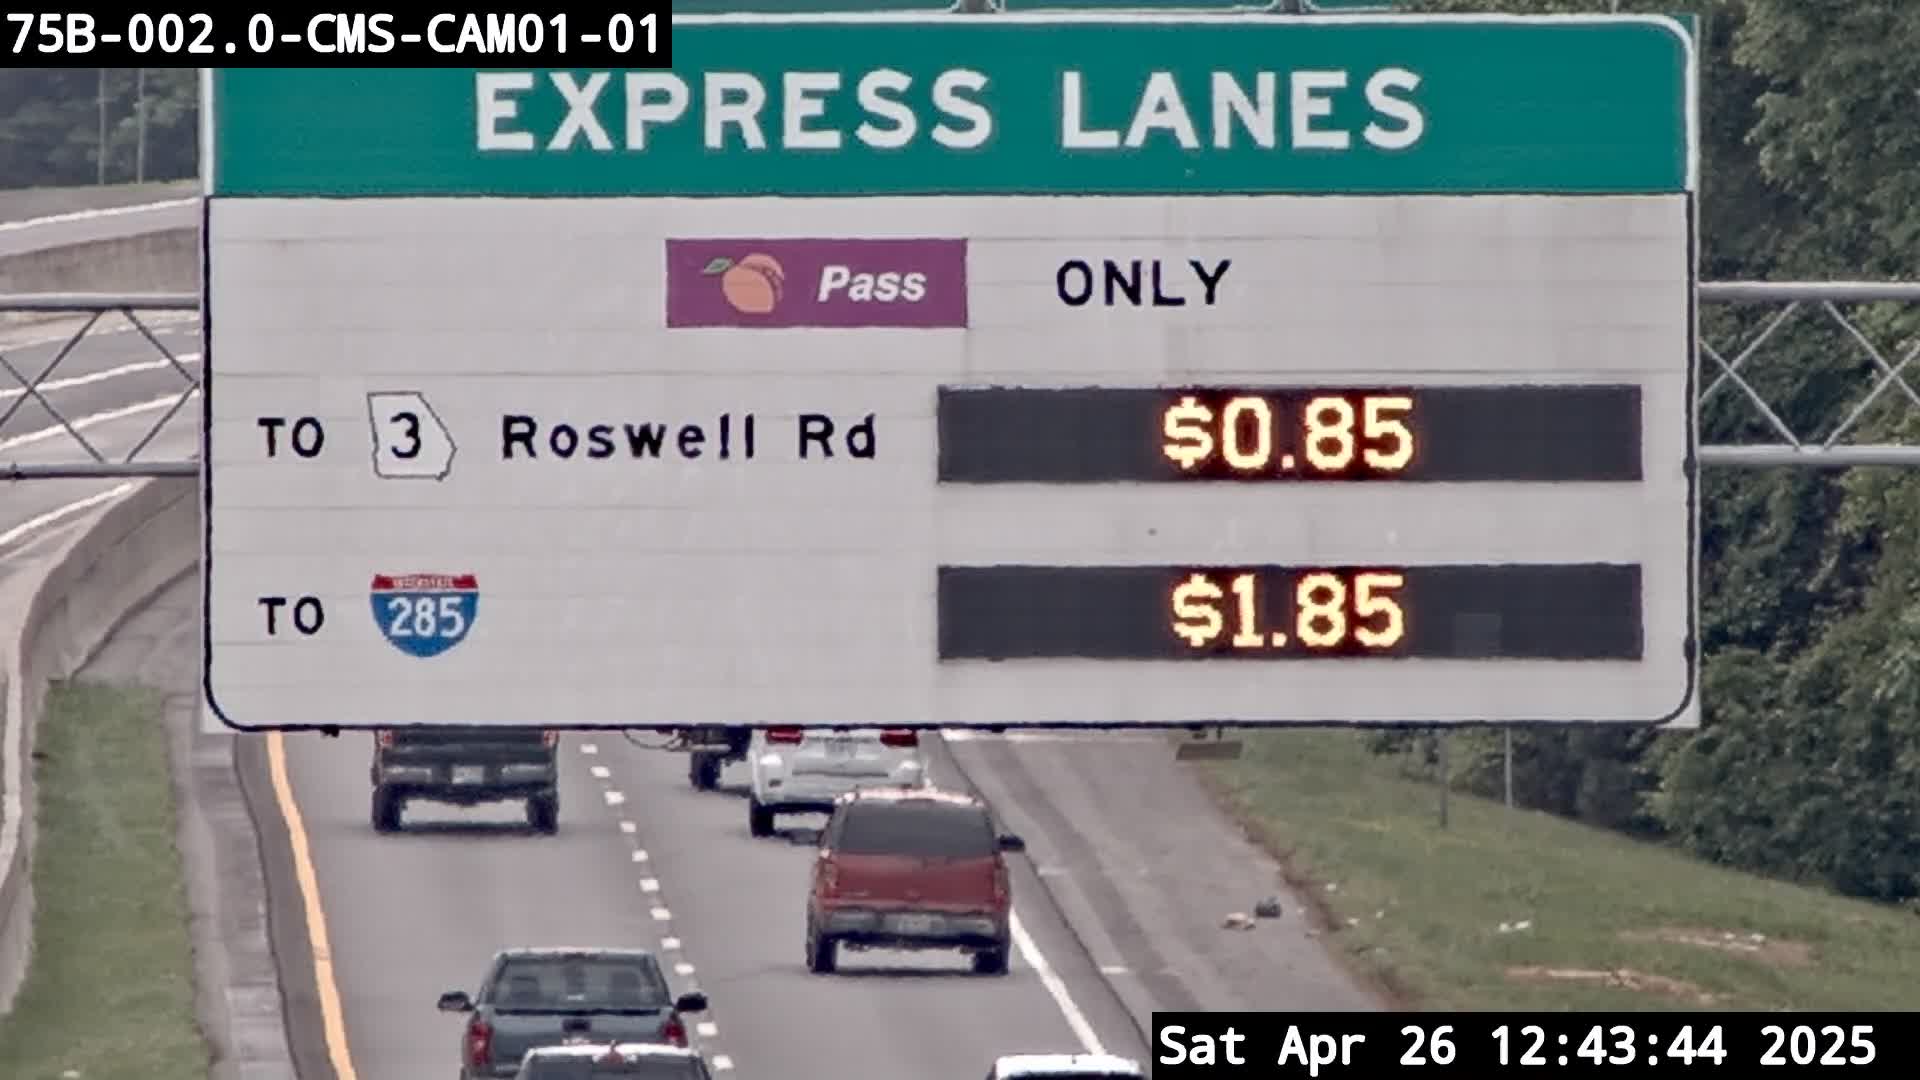 75B-002.0-CMS-CAM01-01
EXPRESS LANES
Pass ONLY
TO 3 Roswell Rd $0.85
TO INTERSTATE 285 $1.85
Sat Apr 26 12:43:44 2025